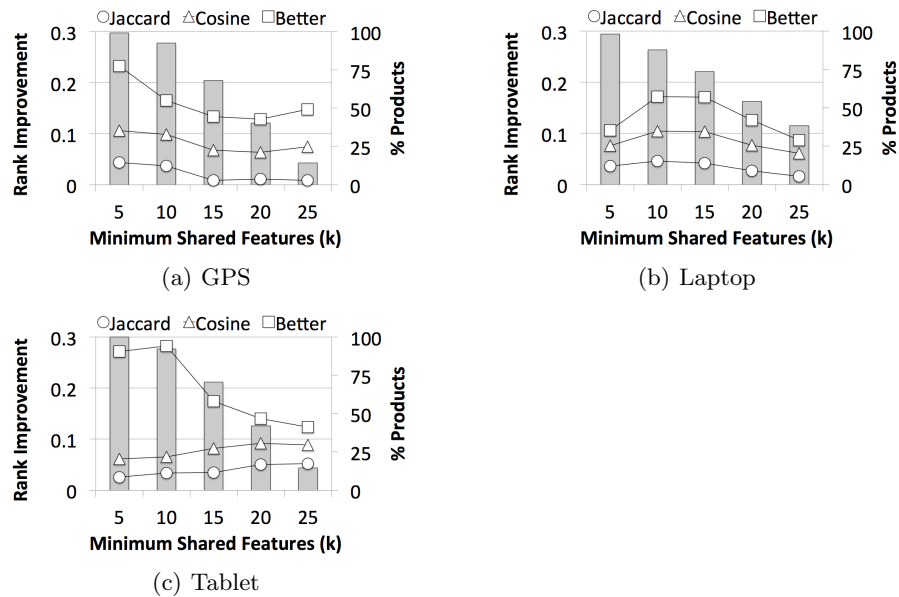 Jaccard Cosine Better
Rank Improvement
0.3
0.2
0.1
0
100
75
50
25
0
% Products
5 10 15 20 25
Minimum Shared Features (k)
(a) GPS
Jaccard Cosine Better
Rank Improvement
0.3
0.2
0.1
0
100
75
50
25
0
% Products
5 10 15 20 25
Minimum Shared Features (k)
(b) Laptop
Jaccard Cosine Better
Rank Improvement
0.3
0.2
0.1
0
100
75
50
25
0
% Products
5 10 15 20 25
Minimum Shared Features (k)
(c) Tablet